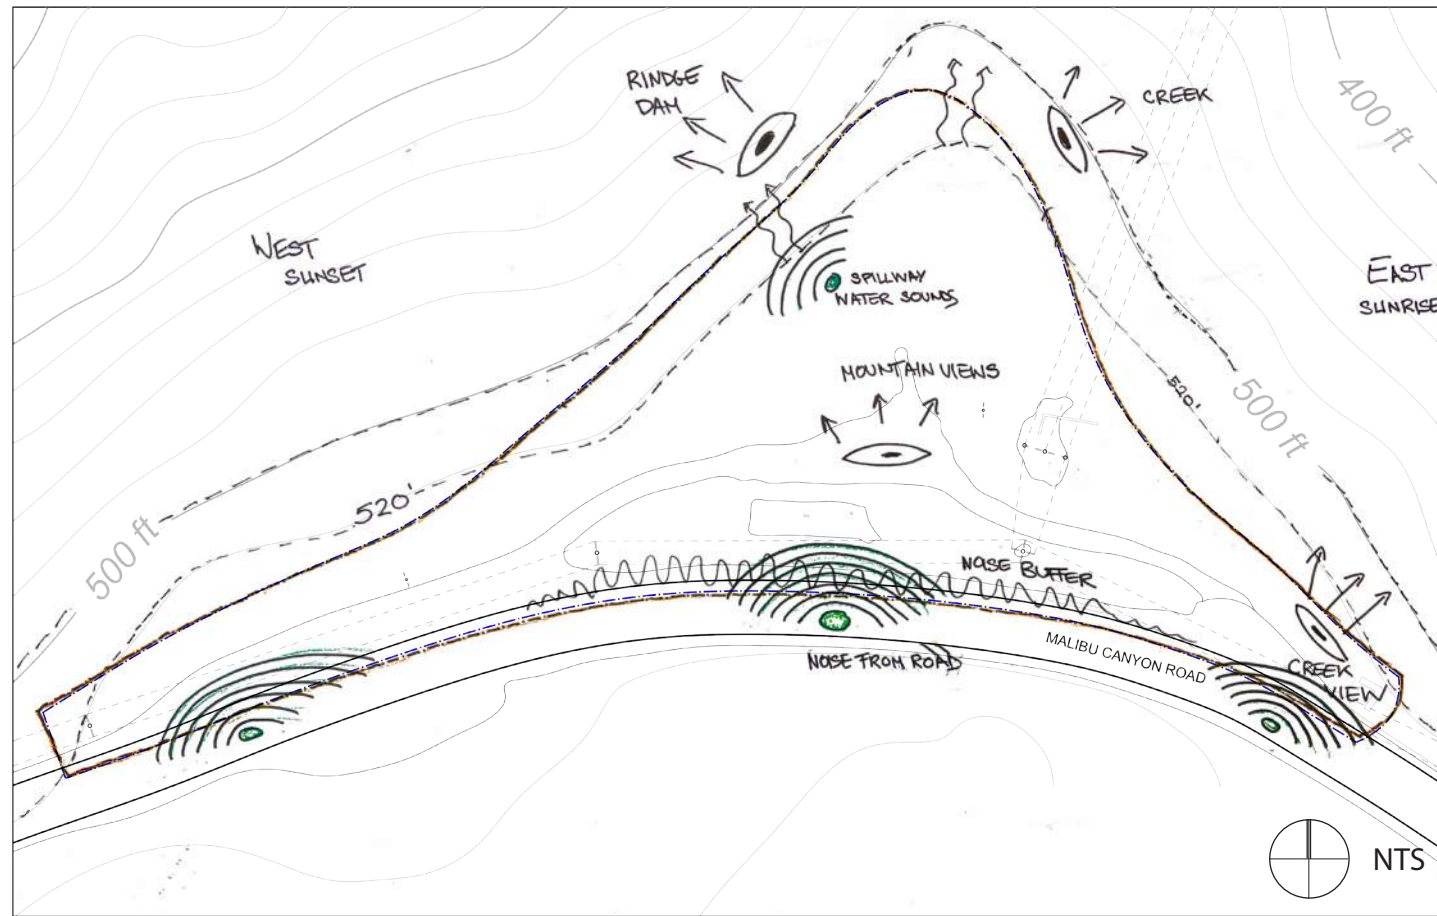 RINDGE
DAM
CREEK
400 ft
WEST
SUNSET
EAST
SUNRISE
SPILLWAY
WATER SOUNDS
MOUNTAIN VIEWS
520'
500 ft
520'
500 ft
NOISE BUFFER
NOISE FROM ROAD
MALIBU CANYON ROAD
CREEK
VIEW
NTS